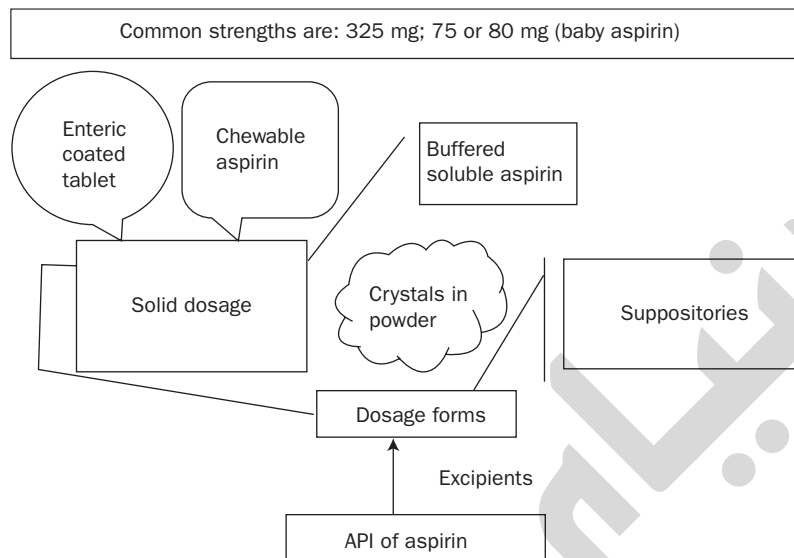 Common strengths are: 325 mg; 75 or 80 mg (baby aspirin)
Enteric
coated
tablet
Chewable
aspirin
Buffered
soluble aspirin
Solid dosage
Crystals in
powder
Suppositories
Dosage forms
Excipients
API of aspirin